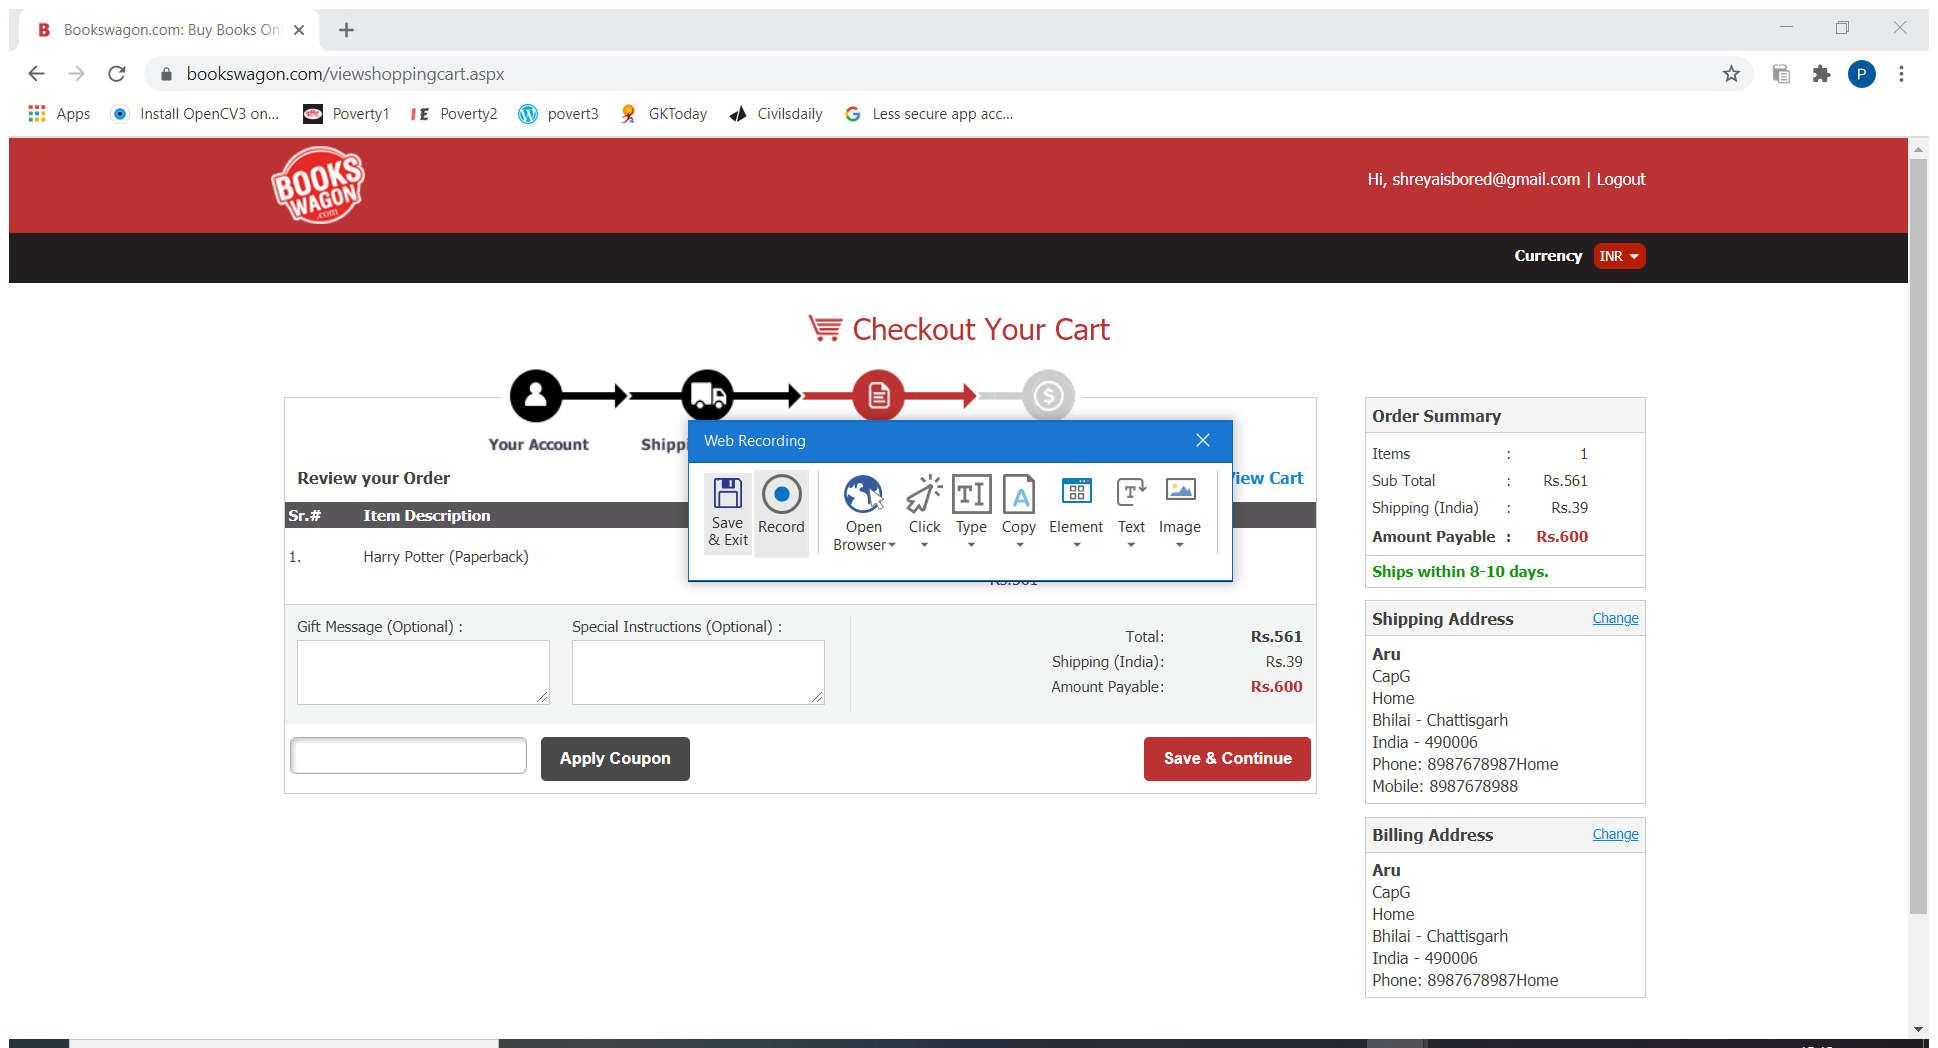 Bookswagon.com: Buy Books On
bookswagon.com/viewshoppingcart.aspx
P
Apps
Install OpenCV3 on...
Poverty1
IE
Poverty2
povert3
GKToday
Civilsdaily
Less secure app acc...
BOOKS
WAGON
.com
Hi, shreyaisbored@gmail.com | Logout
Currency INR
Checkout Your Cart
Your Account
Shippi
Review your Order
View Cart
Sr.# Item Description
1. Harry Potter (Paperback)
Rs.561
Web Recording
Save
& Exit
Record
Open
Browser
Click
Type
Copy
Element
Text
Image
Gift Message (Optional) :
Special Instructions (Optional) :
Total: Rs.561
Shipping (India): Rs.39
Amount Payable: Rs.600
Apply Coupon
Save & Continue
Order Summary
Items : 1
Sub Total : Rs.561
Shipping (India) : Rs.39
Amount Payable : Rs.600
Ships within 8-10 days.
Shipping Address Change
Aru
CapG
Home
Bhilai - Chattisgarh
India - 490006
Phone: 8987678987Home
Mobile: 8987678988
Billing Address Change
Aru
CapG
Home
Bhilai - Chattisgarh
India - 490006
Phone: 8987678987Home